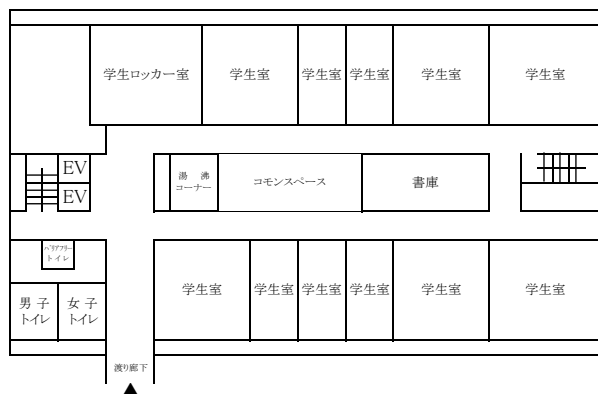 学生ロッカー室
学生室
学生室
学生室
学生室
学生室
EV
EV
湯沸
コーナー
コモンスペース
書庫
バリアフリー
トイレ
男子
トイレ
女子
トイレ
学生室
学生室
学生室
学生室
学生室
学生室
渡り廊下